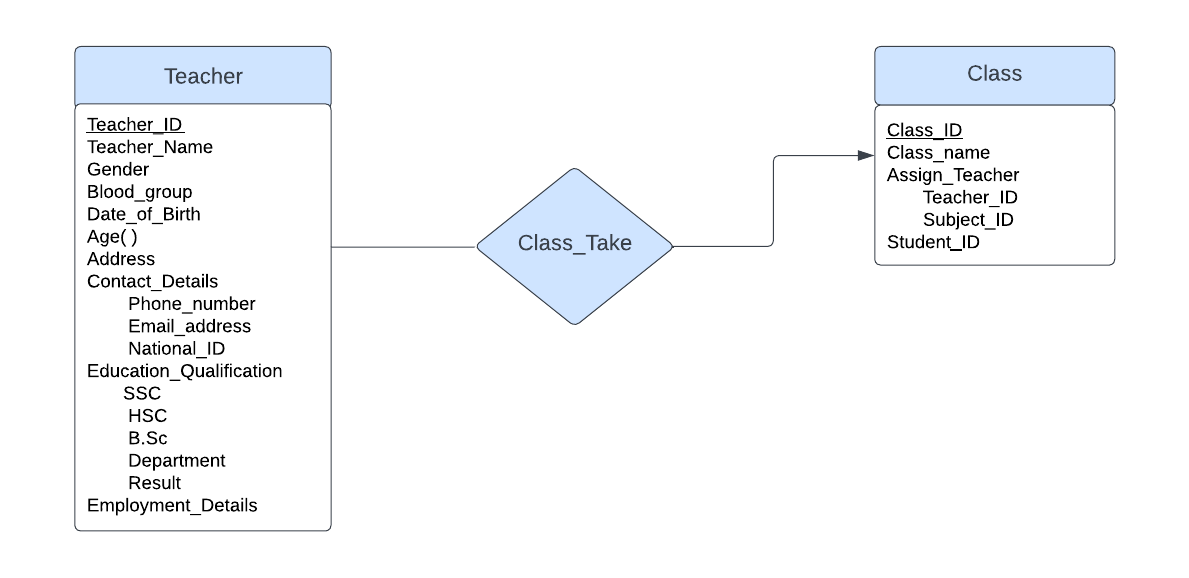 Teacher
Teacher_ID
Teacher_Name
Gender
Blood_group
Date_of_Birth
Age( )
Address
Contact_Details
Phone_number
Email_address
National_ID
Education_Qualification
SSC
HSC
B.Sc
Department
Result
Employment_Details
Class_Take
Class
Class_ID
Class_name
Assign_Teacher
Teacher_ID
Subject_ID
Student_ID